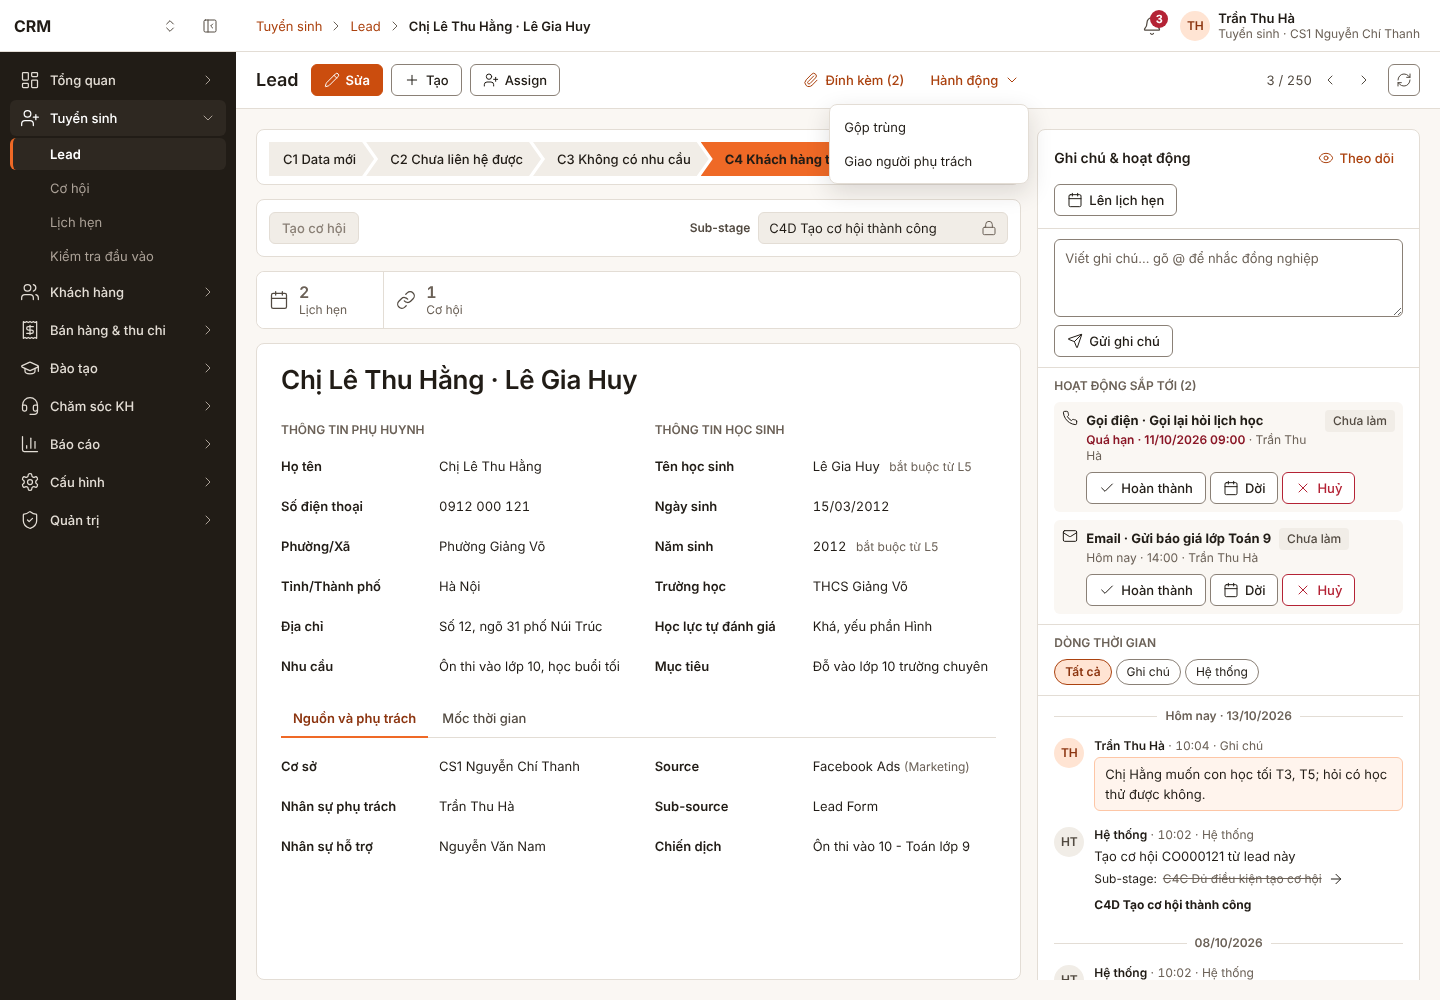 CRM
Tuyển sinh > Lead > Chị Lê Thu Hằng · Lê Gia Huy
3
TH
Trần Thu Hà
Tuyển sinh · CS1 Nguyễn Chí Thanh
Tổng quan
Tuyển sinh
Lead
Cơ hội
Lịch hẹn
Kiểm tra đầu vào
Khách hàng
Bán hàng & thu chi
Đào tạo
Chăm sóc KH
Báo cáo
Cấu hình
Quản trị
Lead
Sửa
Tạo
Assign
Đính kèm (2)
Hành động
3 / 250
Gộp trùng
Giao người phụ trách
C1 Data mới
C2 Chưa liên hệ được
C3 Không có nhu cầu
C4 Khách hàng
Tạo cơ hội
Sub-stage
C4D Tạo cơ hội thành công
2
Lịch hẹn
1
Cơ hội
Chị Lê Thu Hằng · Lê Gia Huy
THÔNG TIN PHỤ HUYNH
Họ tên Chị Lê Thu Hằng
Số điện thoại 0912 000 121
Phường/Xã Phường Giảng Võ
Tỉnh/Thành phố Hà Nội
Địa chỉ Số 12, ngõ 31 phố Núi Trúc
Nhu cầu Ôn thi vào lớp 10, học buổi tối
THÔNG TIN HỌC SINH
Tên học sinh Lê Gia Huy bắt buộc từ L5
Ngày sinh 15/03/2012
Năm sinh 2012 bắt buộc từ L5
Trường học THCS Giảng Võ
Học lực tự đánh giá Khá, yếu phần Hình
Mục tiêu Đỗ vào lớp 10 trường chuyên
Nguồn và phụ trách
Mốc thời gian
Cơ sở CS1 Nguyễn Chí Thanh
Nhân sự phụ trách Trần Thu Hà
Nhân sự hỗ trợ Nguyễn Văn Nam
Source Facebook Ads (Marketing)
Sub-source Lead Form
Chiến dịch Ôn thi vào 10 - Toán lớp 9
Ghi chú & hoạt động
Theo dõi
Lên lịch hẹn
Viết ghi chú... gõ @ để nhắc đồng nghiệp
Gửi ghi chú
HOẠT ĐỘNG SẮP TỚI (2)
Gọi điện · Gọi lại hỏi lịch học
Chưa làm
Quá hạn · 11/10/2026 09:00 · Trần Thu
Hà
Hoàn thành
Dời
Huỷ
Email · Gửi báo giá lớp Toán 9
Chưa làm
Hôm nay · 14:00 · Trần Thu Hà
Hoàn thành
Dời
Huỷ
DÒNG THỜI GIAN
Tất cả
Ghi chú
Hệ thống
Hôm nay · 13/10/2026
TH
Trần Thu Hà · 10:04 · Ghi chú
Chị Hằng muốn con học tối T3, T5; hỏi có học
thử được không.
HT
Hệ thống · 10:02 · Hệ thống
Tạo cơ hội CO000121 từ lead này
Sub-stage: C4C Đủ điều kiện tạo cơ hội →
C4D Tạo cơ hội thành công
08/10/2026
HT
Hệ thống · 10:02 · Hệ thống